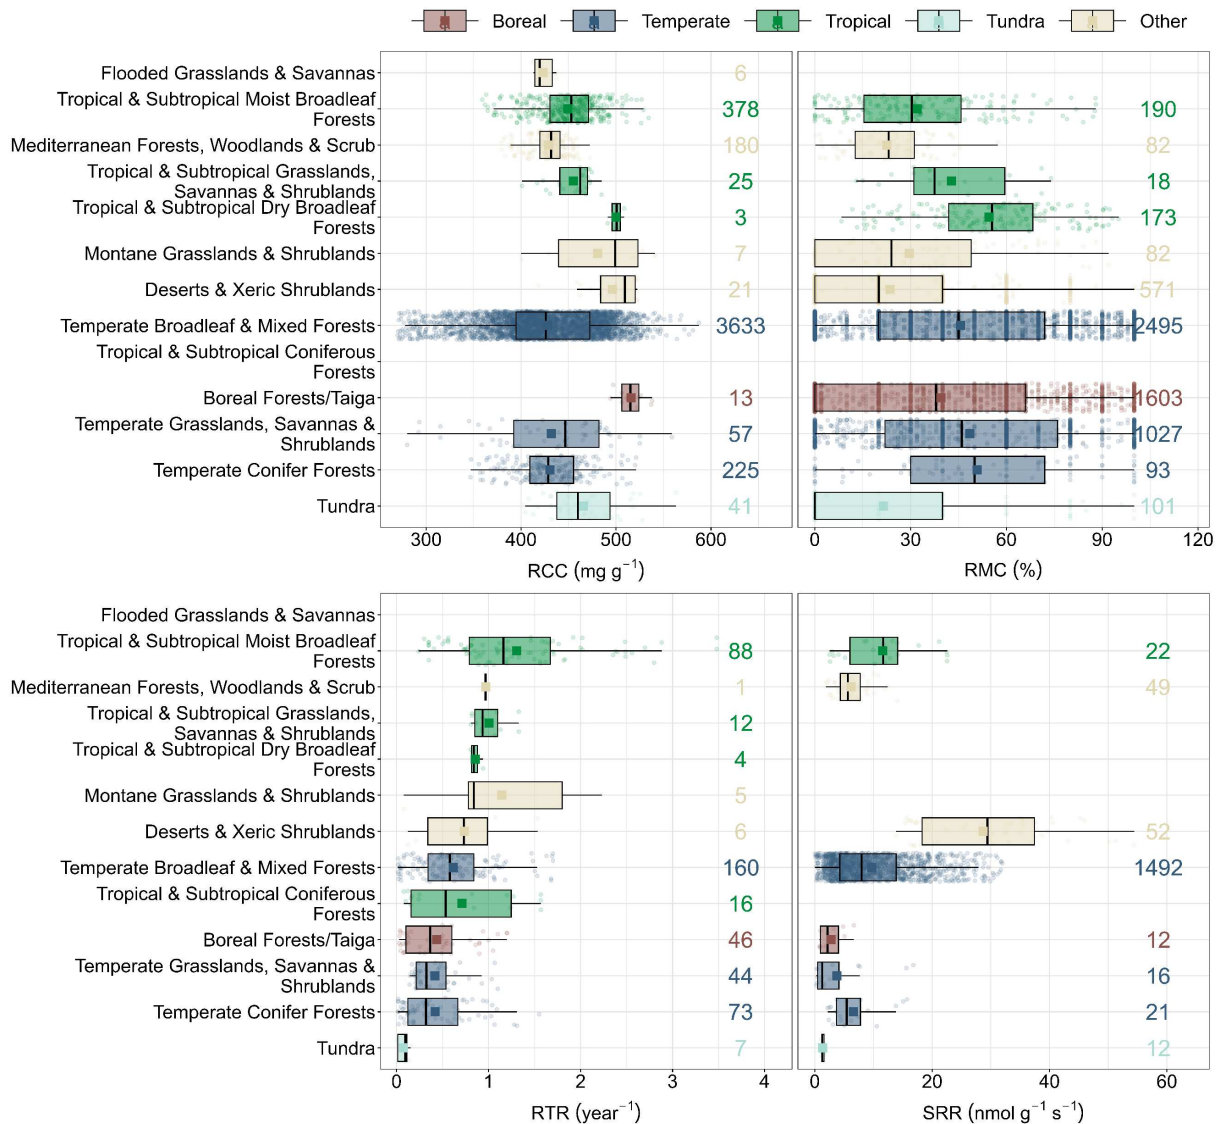 Boreal Temperate Tropical Tundra Other
Flooded Grasslands & Savannas 6
Tropical & Subtropical Moist Broadleaf
Forests 378 190
Mediterranean Forests, Woodlands & Scrub 180 82
Tropical & Subtropical Grasslands,
Savannas & Shrublands 25 18
Tropical & Subtropical Dry Broadleaf
Forests 3 173
Montane Grasslands & Shrublands 7 82
Deserts & Xeric Shrublands 21 571
Temperate Broadleaf & Mixed Forests 3633 2495
Tropical & Subtropical Coniferous
Forests
Boreal Forests/Taiga 13 1603
Temperate Grasslands, Savannas &
Shrublands 57 1027
Temperate Conifer Forests 225 93
Tundra 41 101
300 400 500 600 0 30 60 90 120
RCC (mg g⁻¹) RMC (%)
Flooded Grasslands & Savannas
Tropical & Subtropical Moist Broadleaf
Forests 88 22
Mediterranean Forests, Woodlands & Scrub 1 49
Tropical & Subtropical Grasslands,
Savannas & Shrublands 12
Tropical & Subtropical Dry Broadleaf
Forests 4
Montane Grasslands & Shrublands 5
Deserts & Xeric Shrublands 6 52
Temperate Broadleaf & Mixed Forests 160 1492
Tropical & Subtropical Coniferous
Forests 16
Boreal Forests/Taiga 46 12
Temperate Grasslands, Savannas &
Shrublands 44 16
Temperate Conifer Forests 73 21
Tundra 7 12
0 1 2 3 4 0 20 40 60
RTR (year⁻¹) SRR (nmol g⁻¹ s⁻¹)